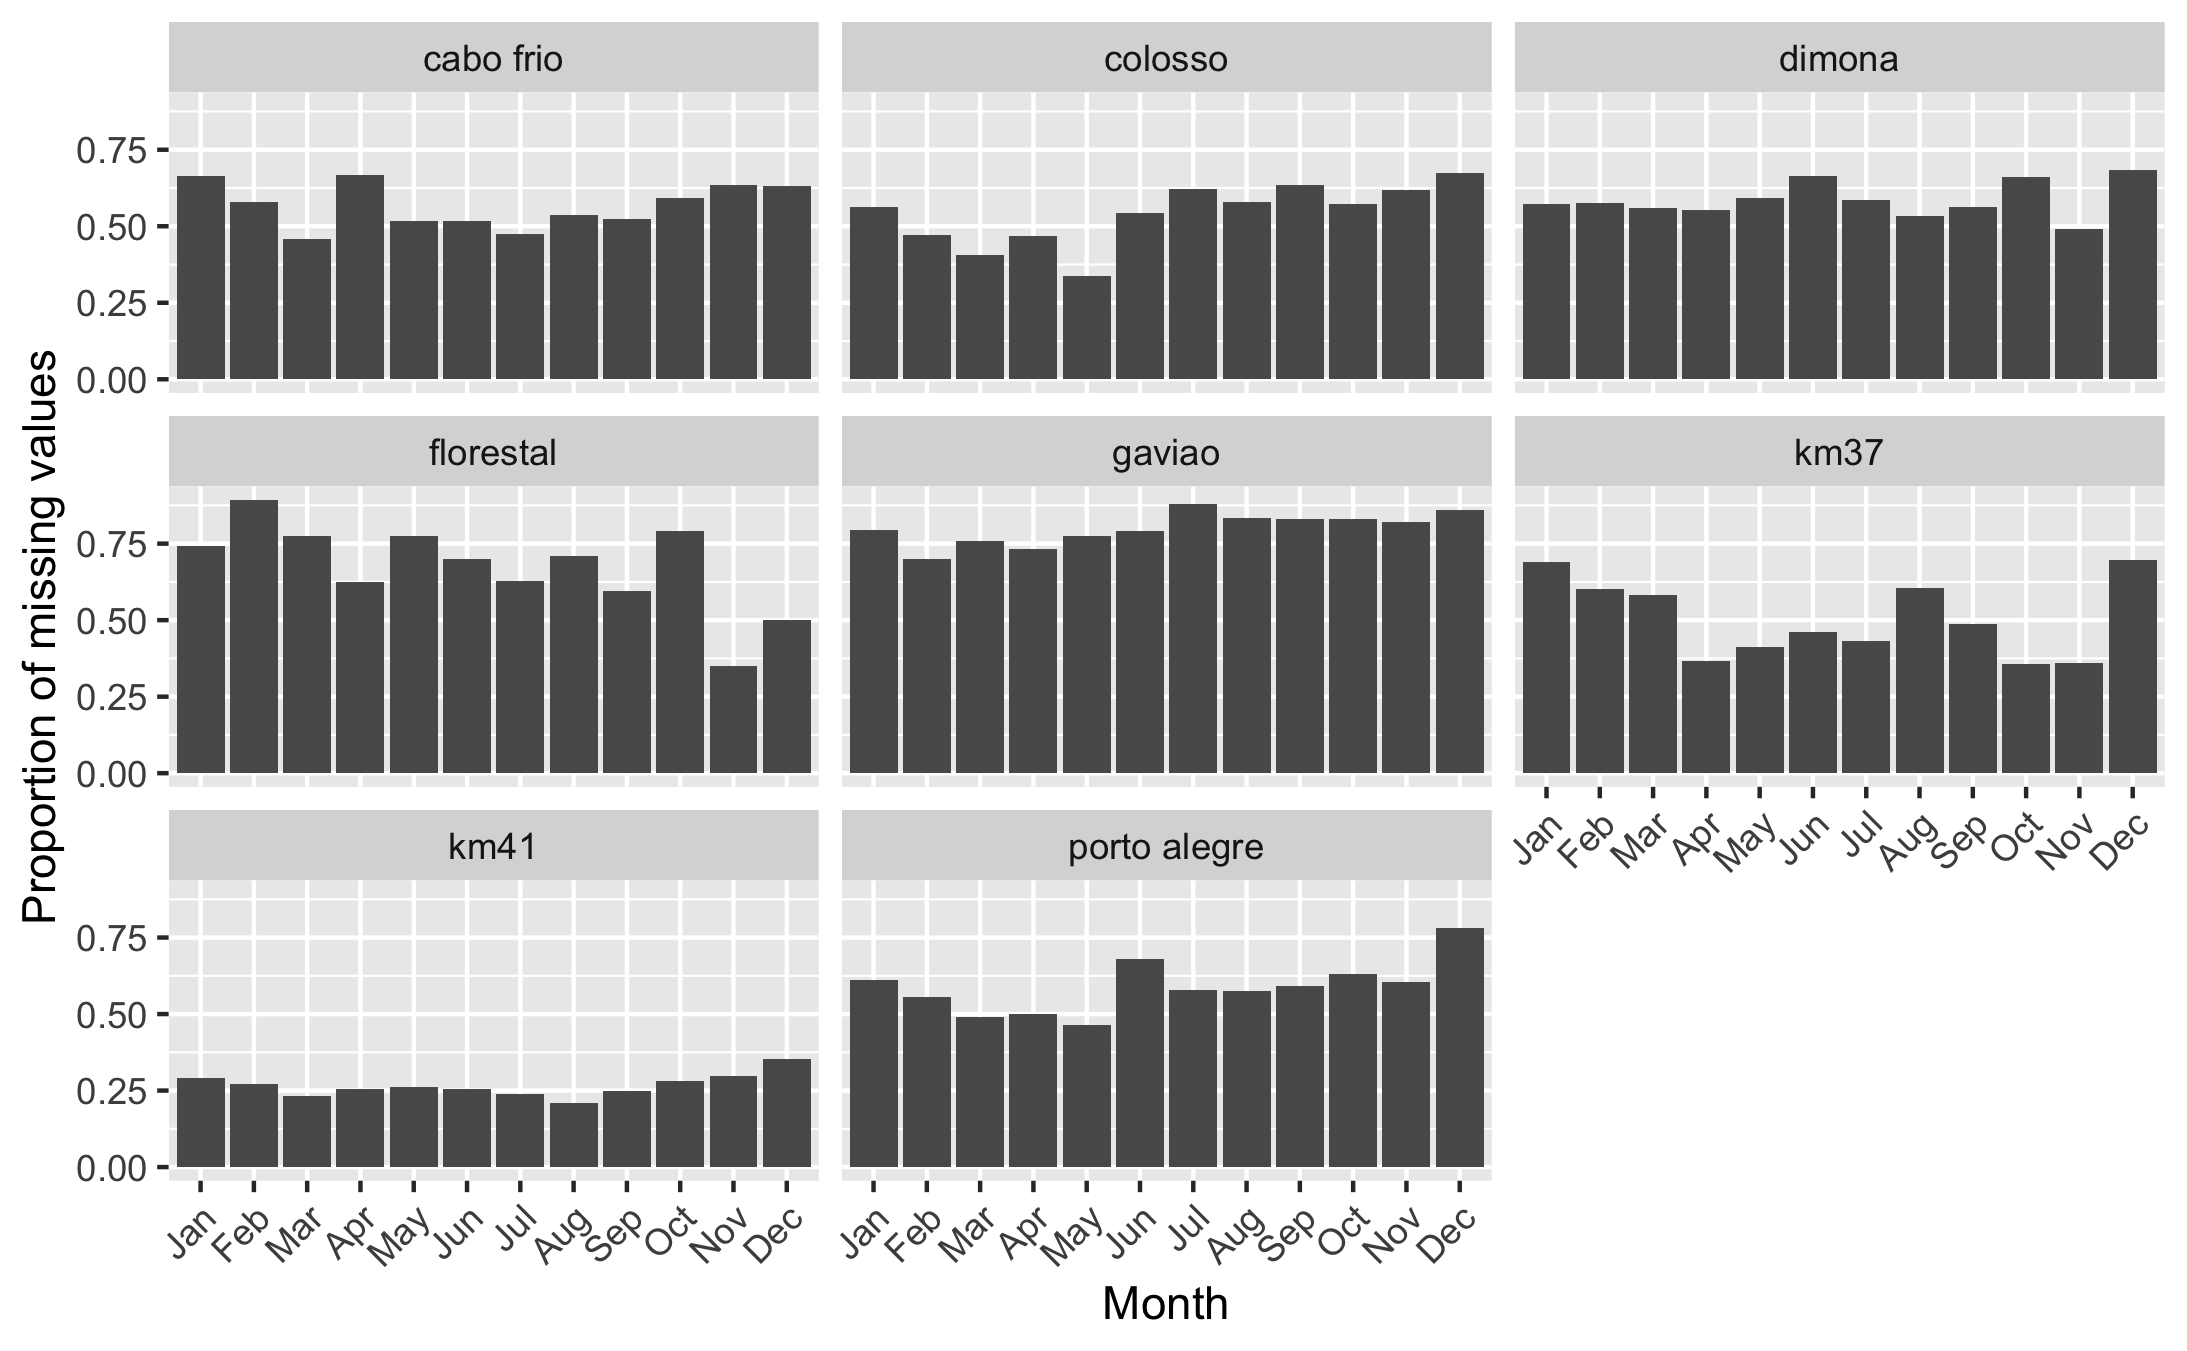 cabo frio
colosso
dimona
0.75
0.50
0.25
0.00
florestal
gaviao
km37
0.75
0.50
0.25
0.00
Jan Feb Mar Apr May Jun Jul Aug Sep Oct Nov Dec
km41
porto alegre
0.75
0.50
0.25
0.00
Jan Feb Mar Apr May Jun Jul Aug Sep Oct Nov Dec
Jan Feb Mar Apr May Jun Jul Aug Sep Oct Nov Dec
Month
Proportion of missing values